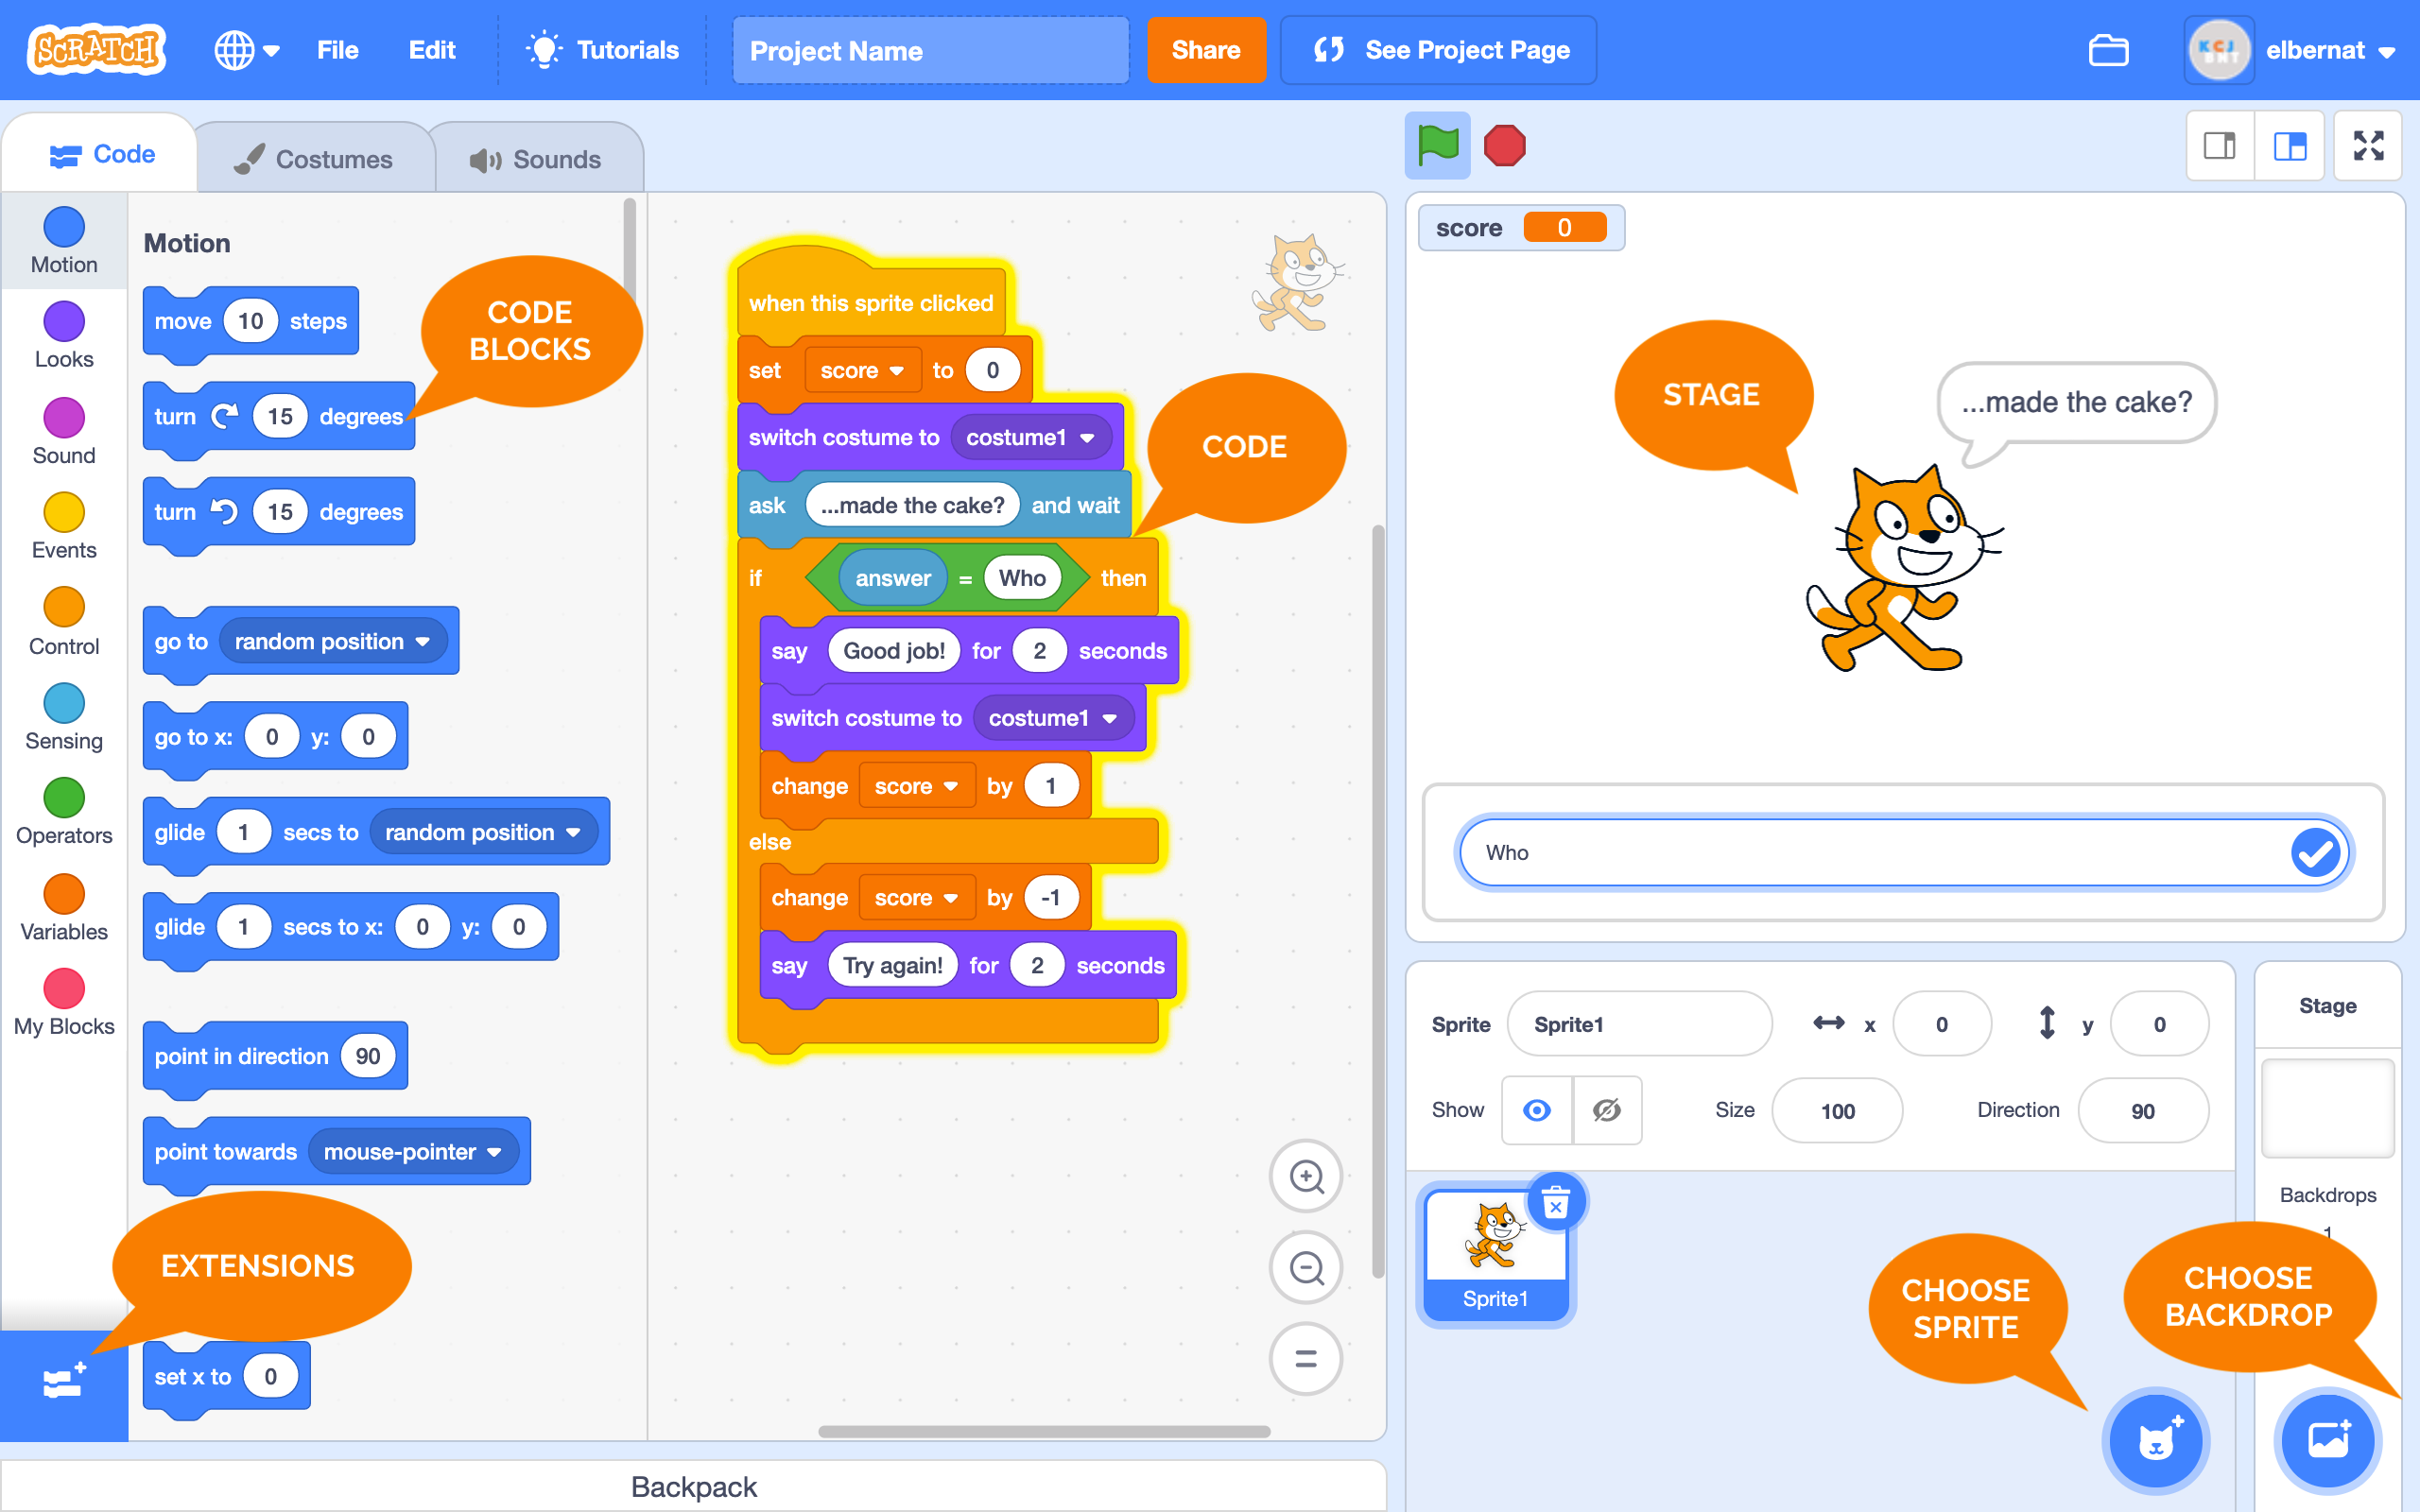 SCRATCH
File
Edit
Tutorials
Project Name
Share
See Project Page
KCJ
BNT
elbernat
Code
Costumes
Sounds
Motion
Looks
Sound
Events
Control
Sensing
Operators
Variables
My Blocks
Motion
move 10 steps
turn 15 degrees
turn 15 degrees
go to random position
go to x: 0 y: 0
glide 1 secs to random position
glide 1 secs to x: 0 y: 0
point in direction 90
point towards mouse-pointer
set x to 0
CODE
BLOCKS
EXTENSIONS
when this sprite clicked
set score to 0
switch costume to costume1
ask ...made the cake? and wait
if answer = Who then
say Good job! for 2 seconds
switch costume to costume1
change score by 1
else
change score by -1
say Try again! for 2 seconds
CODE
Backpack
score 0
STAGE
...made the cake?
Who
Sprite Sprite1 x 0 y 0
Show Size 100 Direction 90
Sprite1
CHOOSE
SPRITE
Stage
Backdrops
1
CHOOSE
BACKDROP